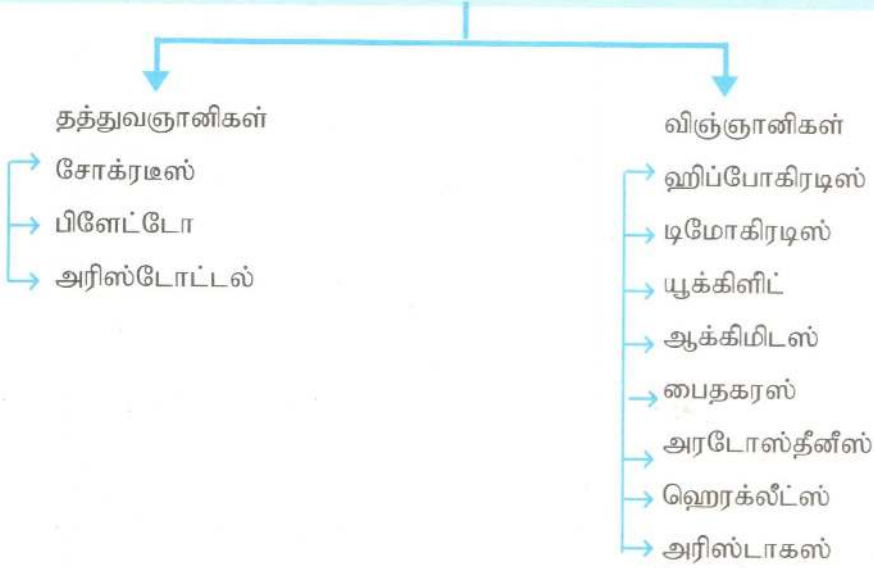 தத்துவஞானிகள்
சோக்ரடீஸ்
பிளேட்டோ
அரிஸ்டோட்டல்
விஞ்ஞானிகள்
ஹிப்போகிரடிஸ்
டிமோகிரடிஸ்
யூக்கிளிட்
ஆக்கிமிடஸ்
பைதகரஸ்
அரடோஸ்தீனீஸ்
ஹெரக்லீட்ஸ்
அரிஸ்டாகஸ்